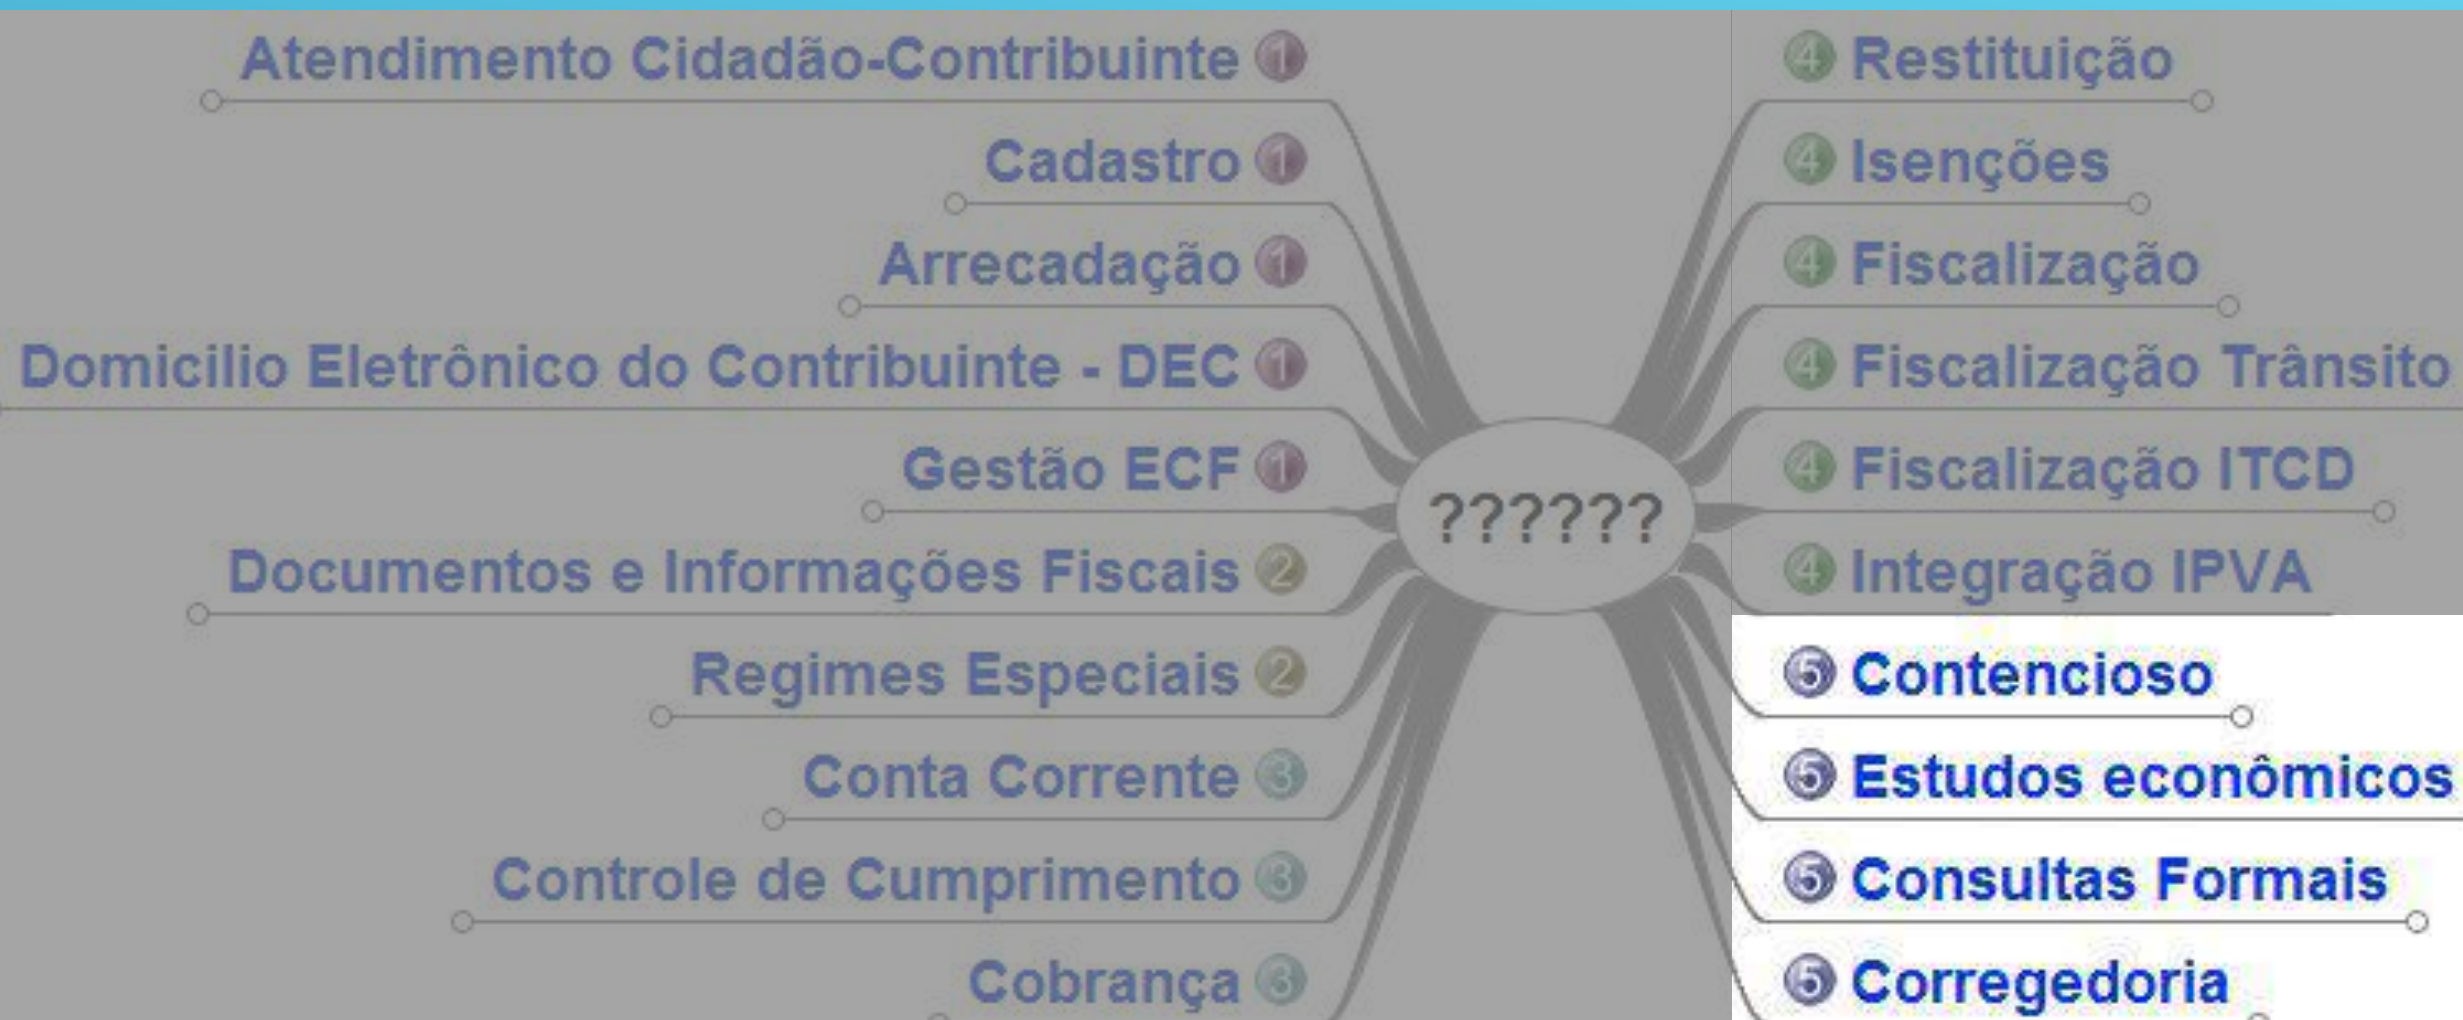 Atendimento Cidadão-Contribuinte 1
Cadastro 1
Arrecadação 1
Domicilio Eletrônico do Contribuinte - DEC 1
Gestão ECF 1
Documentos e Informações Fiscais 2
Regimes Especiais 2
Conta Corrente 3
Controle de Cumprimento 3
Cobrança 3
??????
4 Restituição
4 Isenções
4 Fiscalização
4 Fiscalização Trânsito
4 Fiscalização ITCD
4 Integração IPVA
5 Contencioso
5 Estudos econômicos
5 Consultas Formais
5 Corregedoria